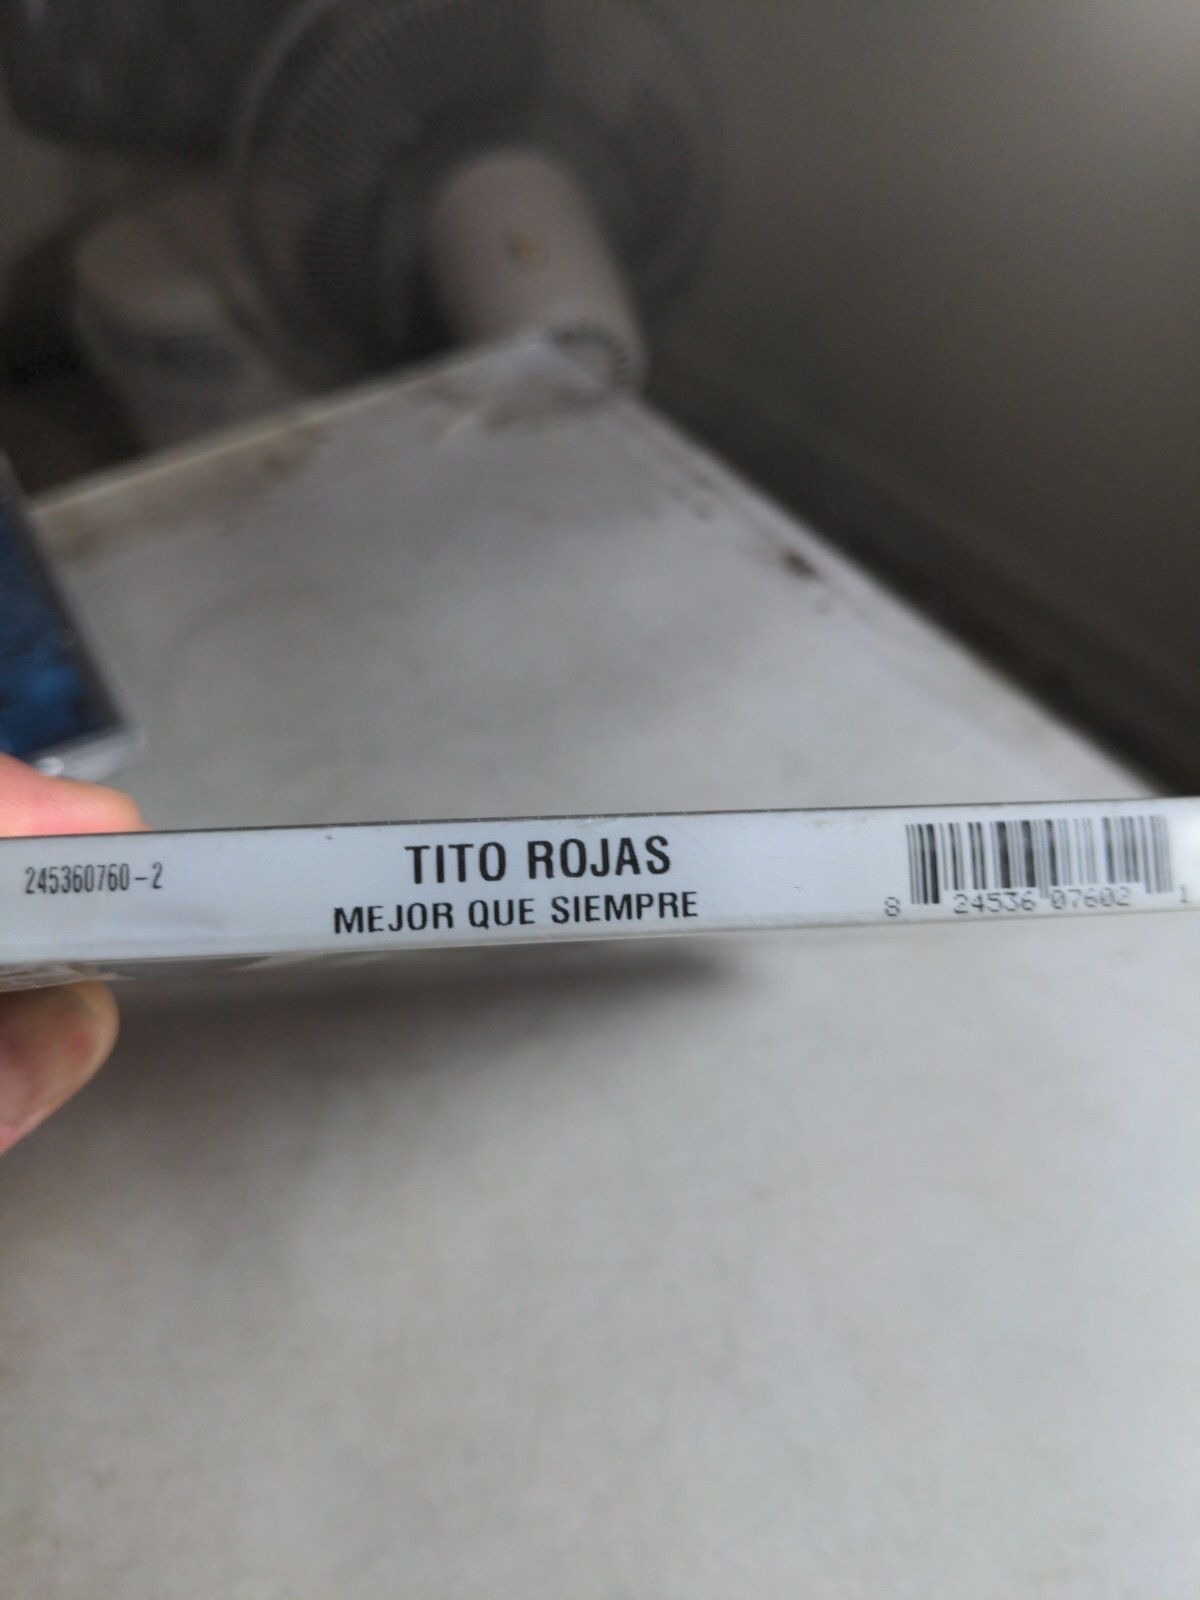 245360760-2
TITO ROJAS
MEJOR QUE SIEMPRE
8 24536 07602 1